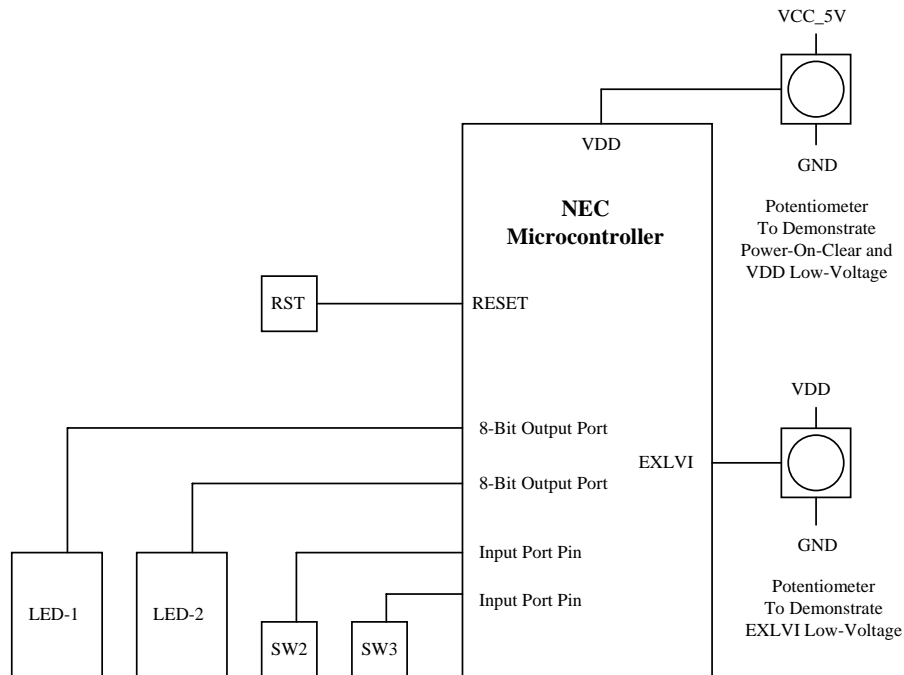 VCC_5V
VDD
GND
NEC
Microcontroller
Potentiometer
To Demonstrate
Power-On-Clear and
VDD Low-Voltage
RST
RESET
VDD
8-Bit Output Port
EXLVI
8-Bit Output Port
GND
Input Port Pin
Potentiometer
To Demonstrate
EXLVI Low-Voltage
Input Port Pin
LED-1
LED-2
SW2
SW3